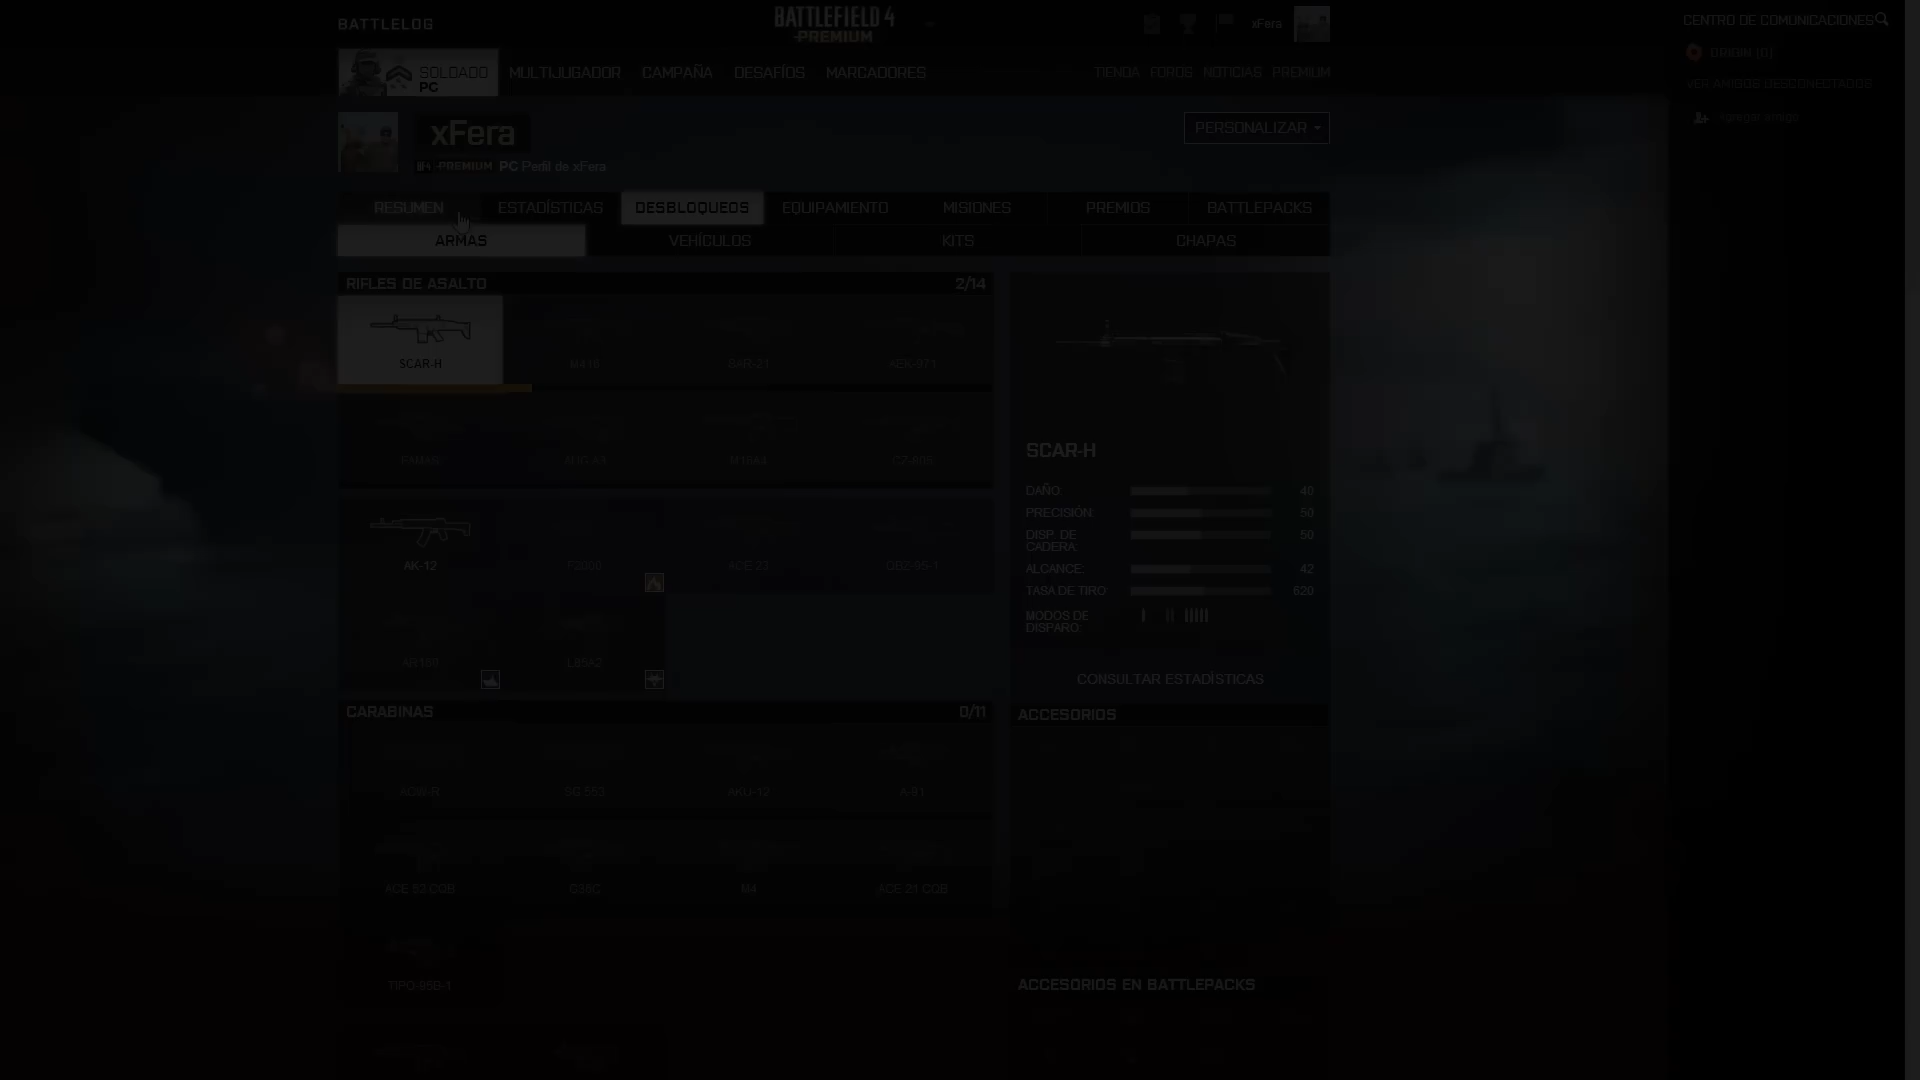 BATTLELOG
BATTLEFIELD 4
PREMIUM
xFera
CENTRO DE COMUNICACIONES
ORIGIN (0)
VER AMIGOS DESCONECTADOS
SOLDADO
PC
MULTIJUGADOR CAMPAÑA DESAFÍOS MARCADORES
TIENDA FOROS NOTICIAS PREMIUM
xFera
PREMIUM PC Perfil de xFera
PERSONALIZAR
RESUMEN ESTADÍSTICAS DESBLOQUEOS EQUIPAMIENTO MISIONES PREMIOS BATTLEPACKS
ARMAS VEHÍCULOS KITS CHAPAS
RIFLES DE ASALTO 2/14
SCAR-H M416 SAR-21 AEK-971
FAMAS AUG A3 M16A4 CZ-805
AK-12 F2000 ACE 23 QBZ-95-1
AR160 L85A2
CARABINAS 0/11
ACW-R SG 553 AKU-12 A-91
ACE 52 CQB G36C M4 ACE 21 CQB
TIPO-95B-1
SCAR-H
DAÑO: 40
PRECISIÓN: 50
DISP. DE
CADERA: 50
ALCANCE: 42
TASA DE TIRO 620
MODOS DE
DISPARO:
CONSULTAR ESTADÍSTICAS
ACCESORIOS
ACCESORIOS EN BATTLEPACKS